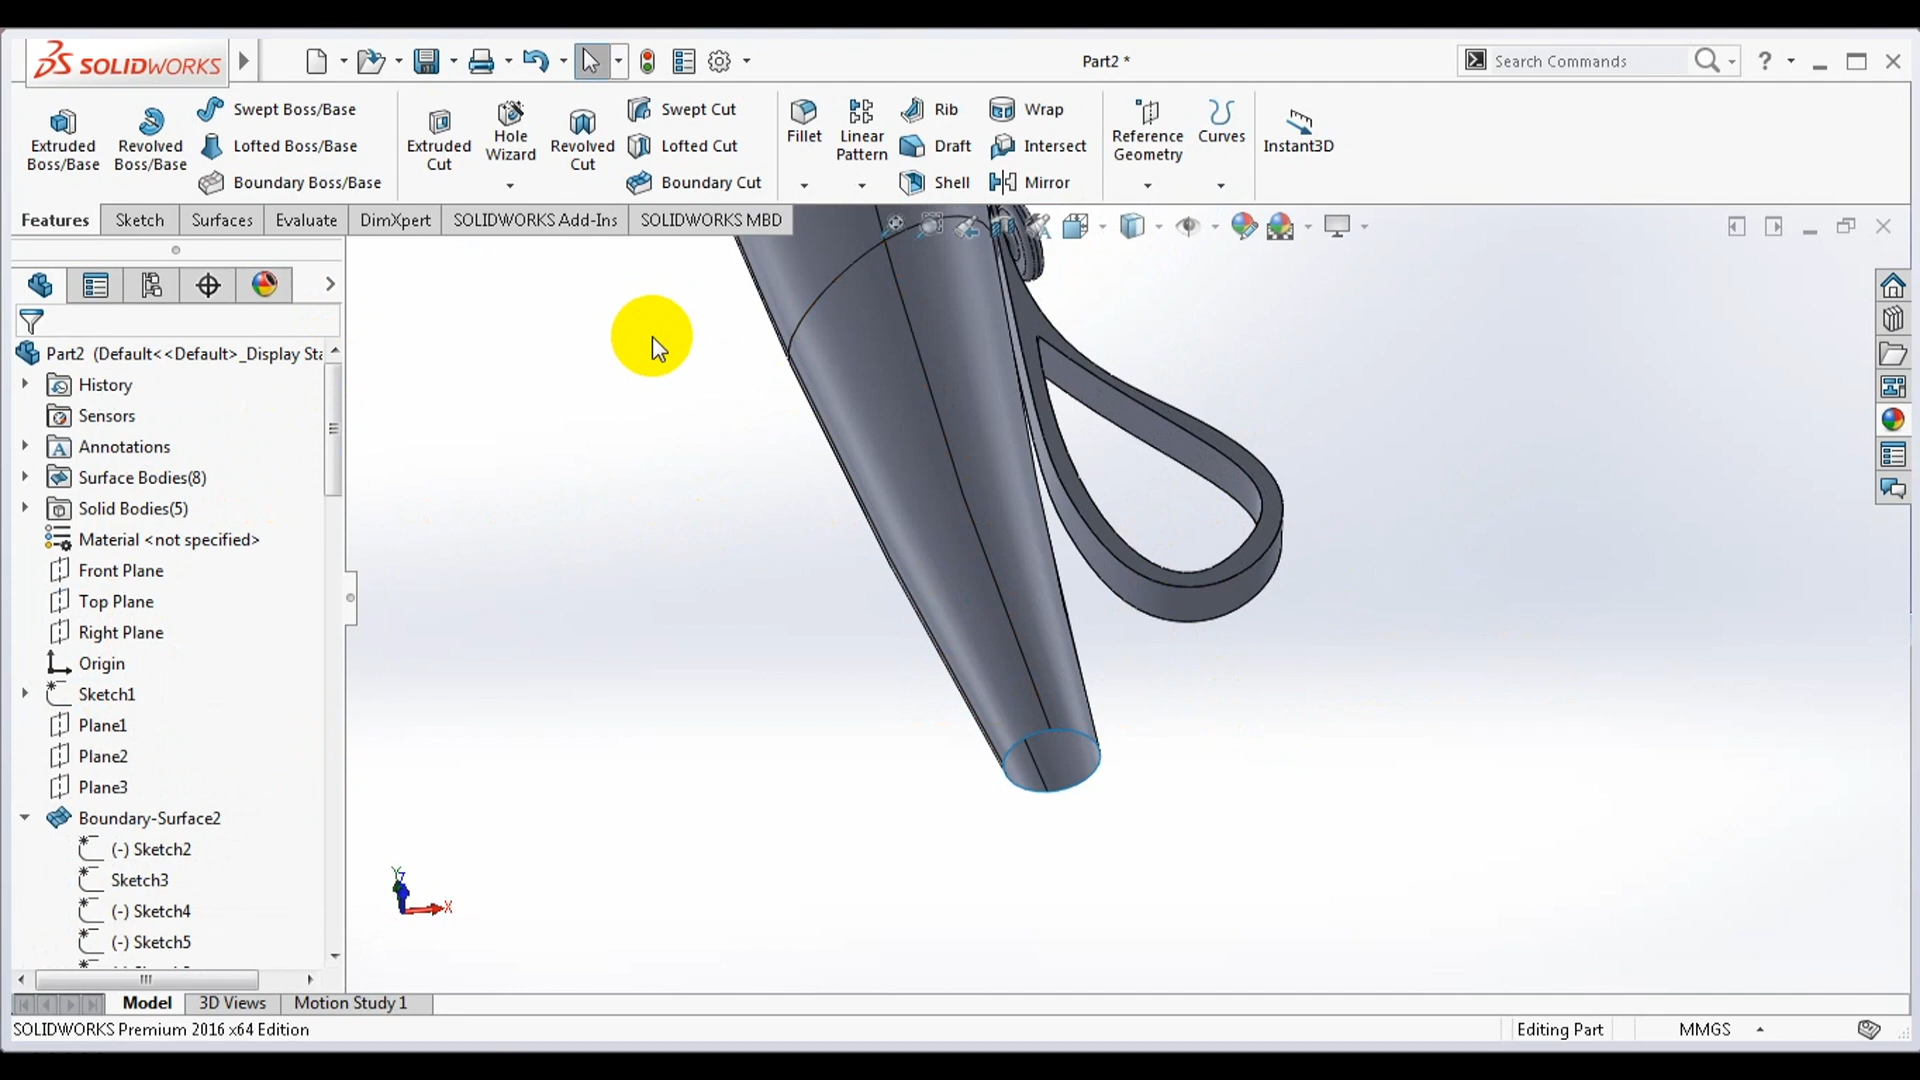 SOLIDWORKS
Part2 *
Search Commands
?
Extruded Boss/Base
Revolved Boss/Base
Swept Boss/Base
Lofted Boss/Base
Boundary Boss/Base
Extruded Cut
Hole Wizard
Revolved Cut
Swept Cut
Lofted Cut
Boundary Cut
Fillet
Linear Pattern
Rib
Draft
Shell
Wrap
Intersect
Mirror
Reference Geometry
Curves
Instant3D
Features
Sketch
Surfaces
Evaluate
DimXpert
SOLIDWORKS Add-Ins
SOLIDWORKS MBD
Part2 (Default<<Default>_Display Sta
History
Sensors
Annotations
Surface Bodies(8)
Solid Bodies(5)
Material <not specified>
Front Plane
Top Plane
Right Plane
Origin
Sketch1
Plane1
Plane2
Plane3
Boundary-Surface2
(-) Sketch2
Sketch3
(-) Sketch4
(-) Sketch5
X
Model
3D Views
Motion Study 1
SOLIDWORKS Premium 2016 x64 Edition
Editing Part
MMGS